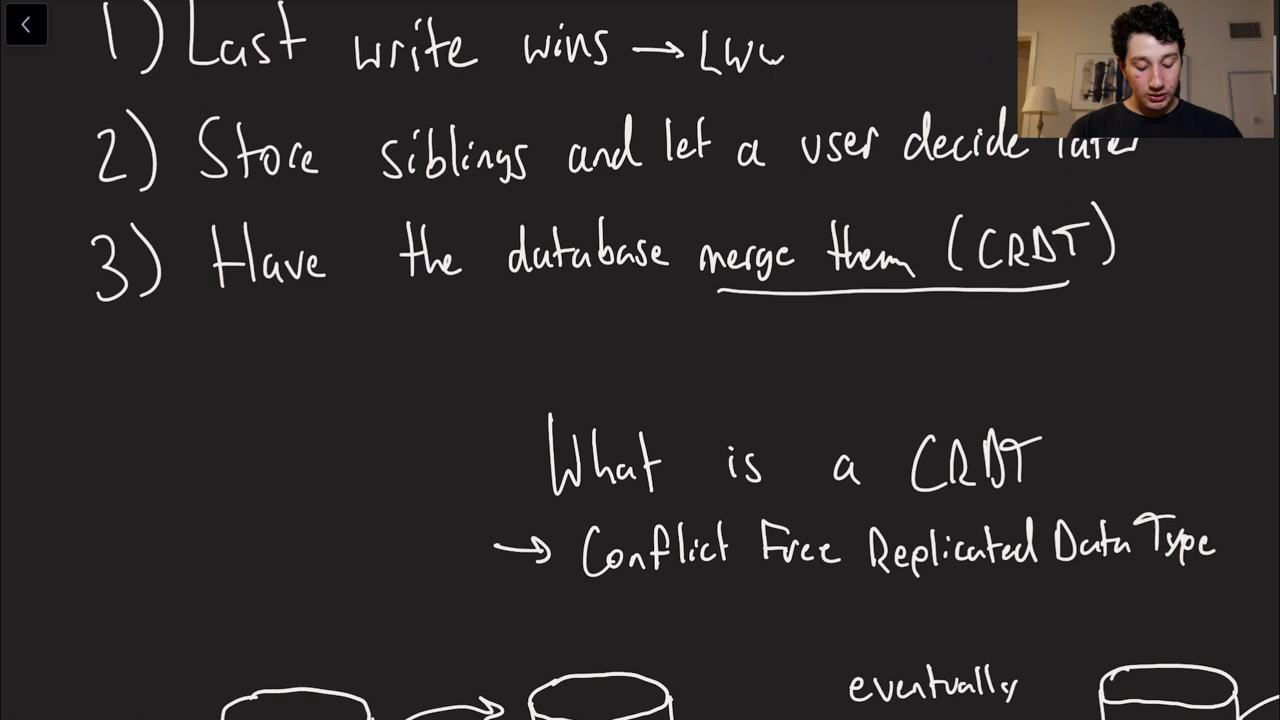 1) Last write wins → LWW
2) Store siblings and let a user decide later
3) Have the database merge them (CRDT)
What is a CRDT
→ Conflict Free Replicated Data Type
eventually